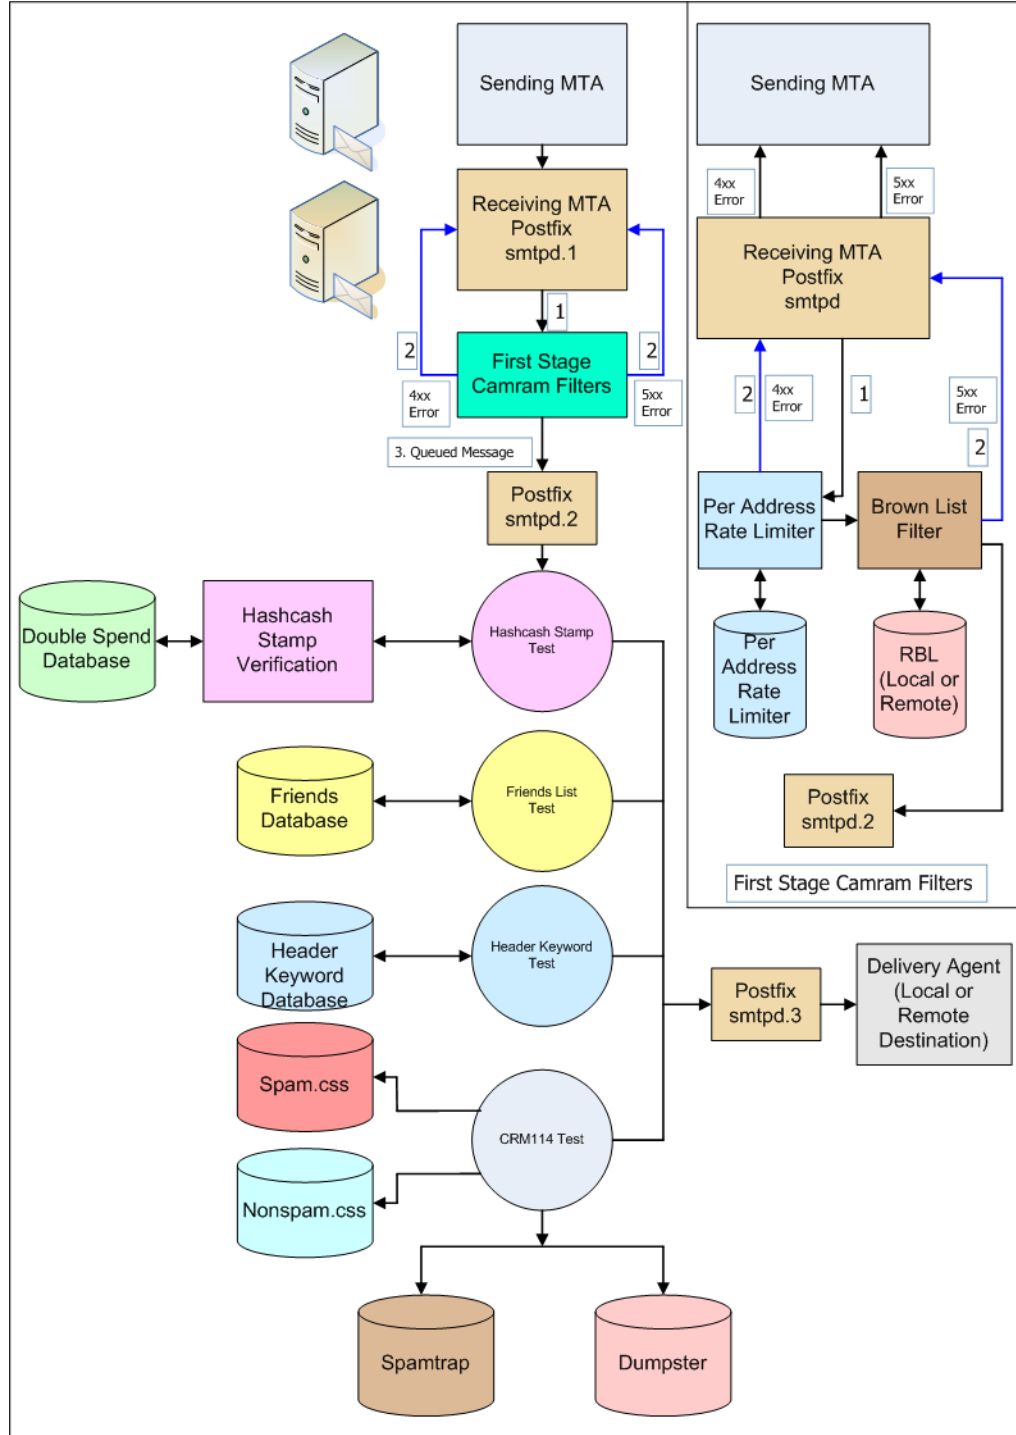 Sending MTA
Receiving MTA
Postfix
smtpd.1
1
2
2
First Stage
Camram Filters
4xx
Error
5xx
Error
3. Queued Message
Postfix
smtpd.2
Double Spend
Database
Hashcash
Stamp
Verification
Hashcash Stamp
Test
Friends
Database
Friends List
Test
Header
Keyword
Database
Header Keyword
Test
Spam.css
CRM114 Test
Nonspam.css
Spamtrap
Dumpster
Postfix
smtpd.3
Delivery Agent
(Local or
Remote
Destination)
Sending MTA
4xx
Error
5xx
Error
Receiving MTA
Postfix
smtpd
2
4xx
Error
1
5xx
Error
2
Per Address
Rate Limiter
Brown List
Filter
Per
Address
Rate
Limiter
RBL
(Local or
Remote)
Postfix
smtpd.2
First Stage Camram Filters